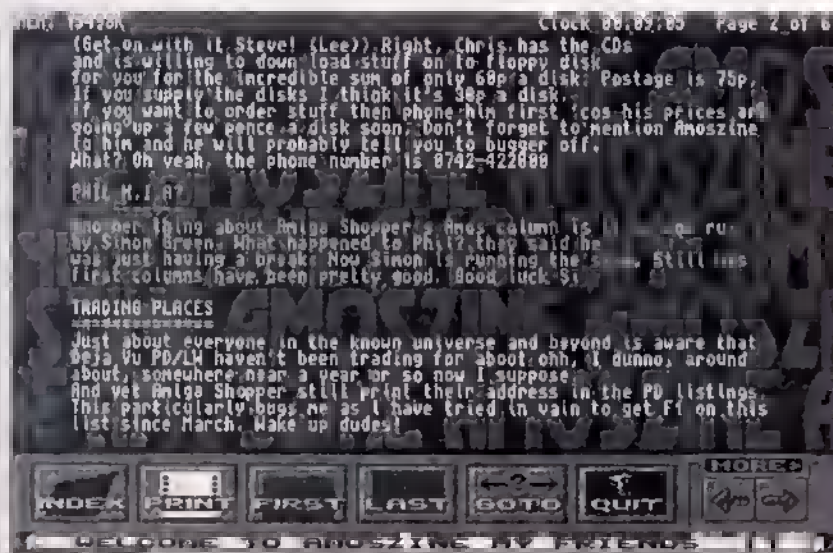 Clock 00:09:05 Page 2 of 6
(Get on with it Steve! (Lee)) Right, Chris has the CDs
and is willing to down load stuff on to floppy disk
for you for the incredible sum of only 60p a disk. Postage is 75p.
If you supply the disks I think it's 30p a disk.
If you want to order stuff then phone him first 'cos his prices are
going up a few pence a disk soon. Don't forget to mention Amoszine
to him and he will probably tell you to bugger off.
What? Oh yeah, the phone number is 0742-422000
PHIL M.I.A?
thing about Amiga Shopper's Amos column is
by Simon Green. What happened to Phil? they said he
was just having a break. Now Simon is running the Still his
first columns have been pretty good. Good luck Si
TRADING PLACES
==============
Just about everyone in the known universe and beyond is aware that
Deja Vu PD/LW haven't been trading for about ohh, I dunno, around
about, somewhere near a year or so now I suppose
And yet Amiga Shopper still print their address in the PD listings.
This particularly bugs me as I have tried in vain to get F1 on this
list since March. Wake up dudes!
MORE
INDEX PRINT FIRST LAST GOTO QUIT
WELCOME TO AMOSZINE MY FRIENDS